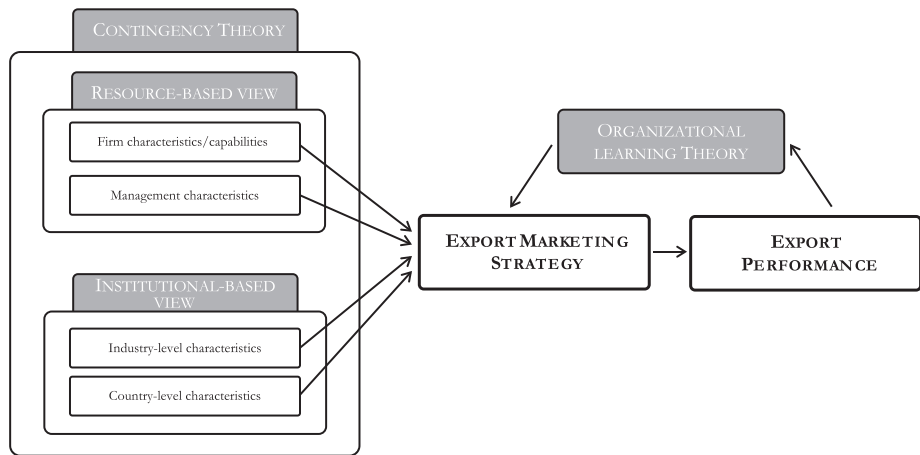 CONTINGENCY THEORY
RESOURCE-BASED VIEW
Firm characteristics/capabilities
Management characteristics
INSTITUTIONAL-BASED
VIEW
Industry-level characteristics
Country-level characteristics
ORGANIZATIONAL
LEARNING THEORY
EXPORT MARKETING
STRATEGY
EXPORT
PERFORMANCE